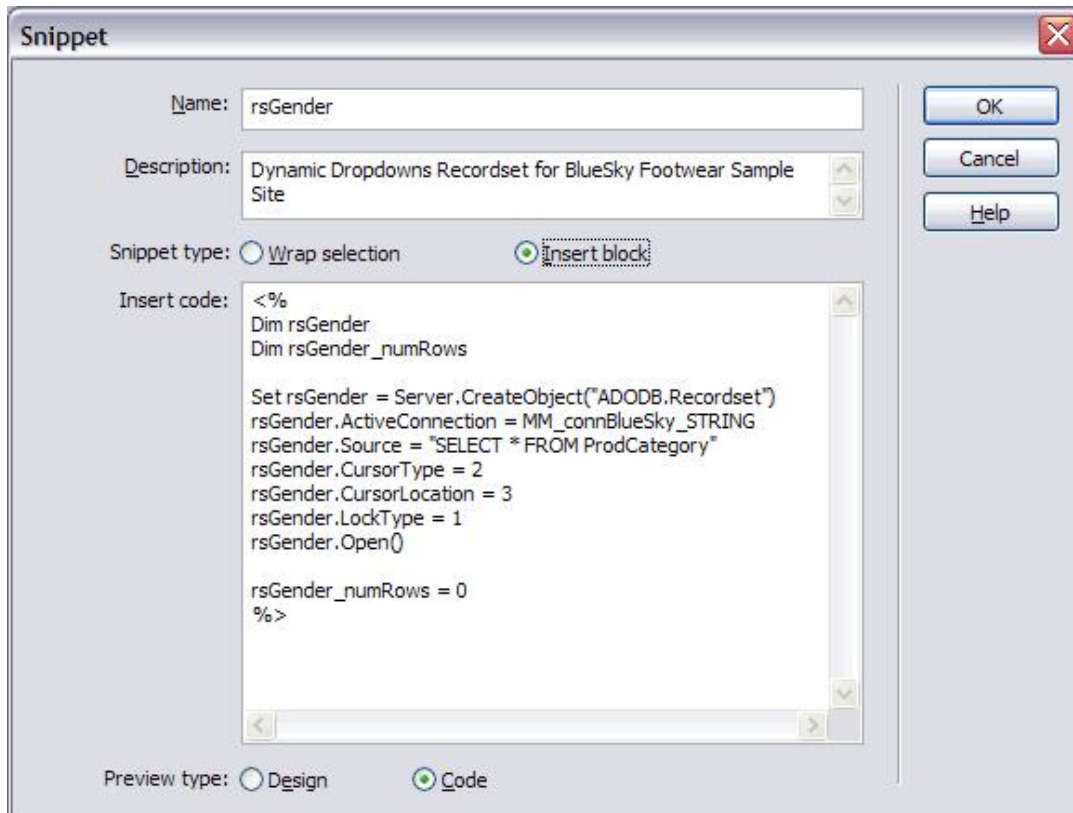 Snippet
Name: rsGender
OK
Description: Dynamic Dropdowns Recordset for BlueSky Footwear Sample
Site
Cancel
Help
Snippet type: Wrap selection Insert block
Insert code: <%
Dim rsGender
Dim rsGender_numRows
Set rsGender = Server.CreateObject("ADODB.Recordset")
rsGender.ActiveConnection = MM_connBlueSky_STRING
rsGender.Source = "SELECT * FROM ProdCategory"
rsGender.CursorType = 2
rsGender.CursorLocation = 3
rsGender.LockType = 1
rsGender.Open()
rsGender_numRows = 0
%>
Preview type: Design Code